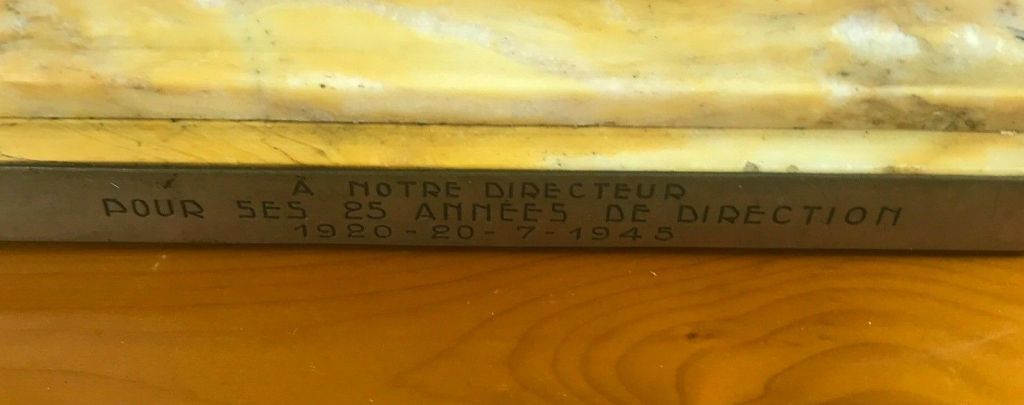 À NOTRE DIRECTEUR
POUR SES 25 ANNÉES DE DIRECTION
1920-20-7-1945